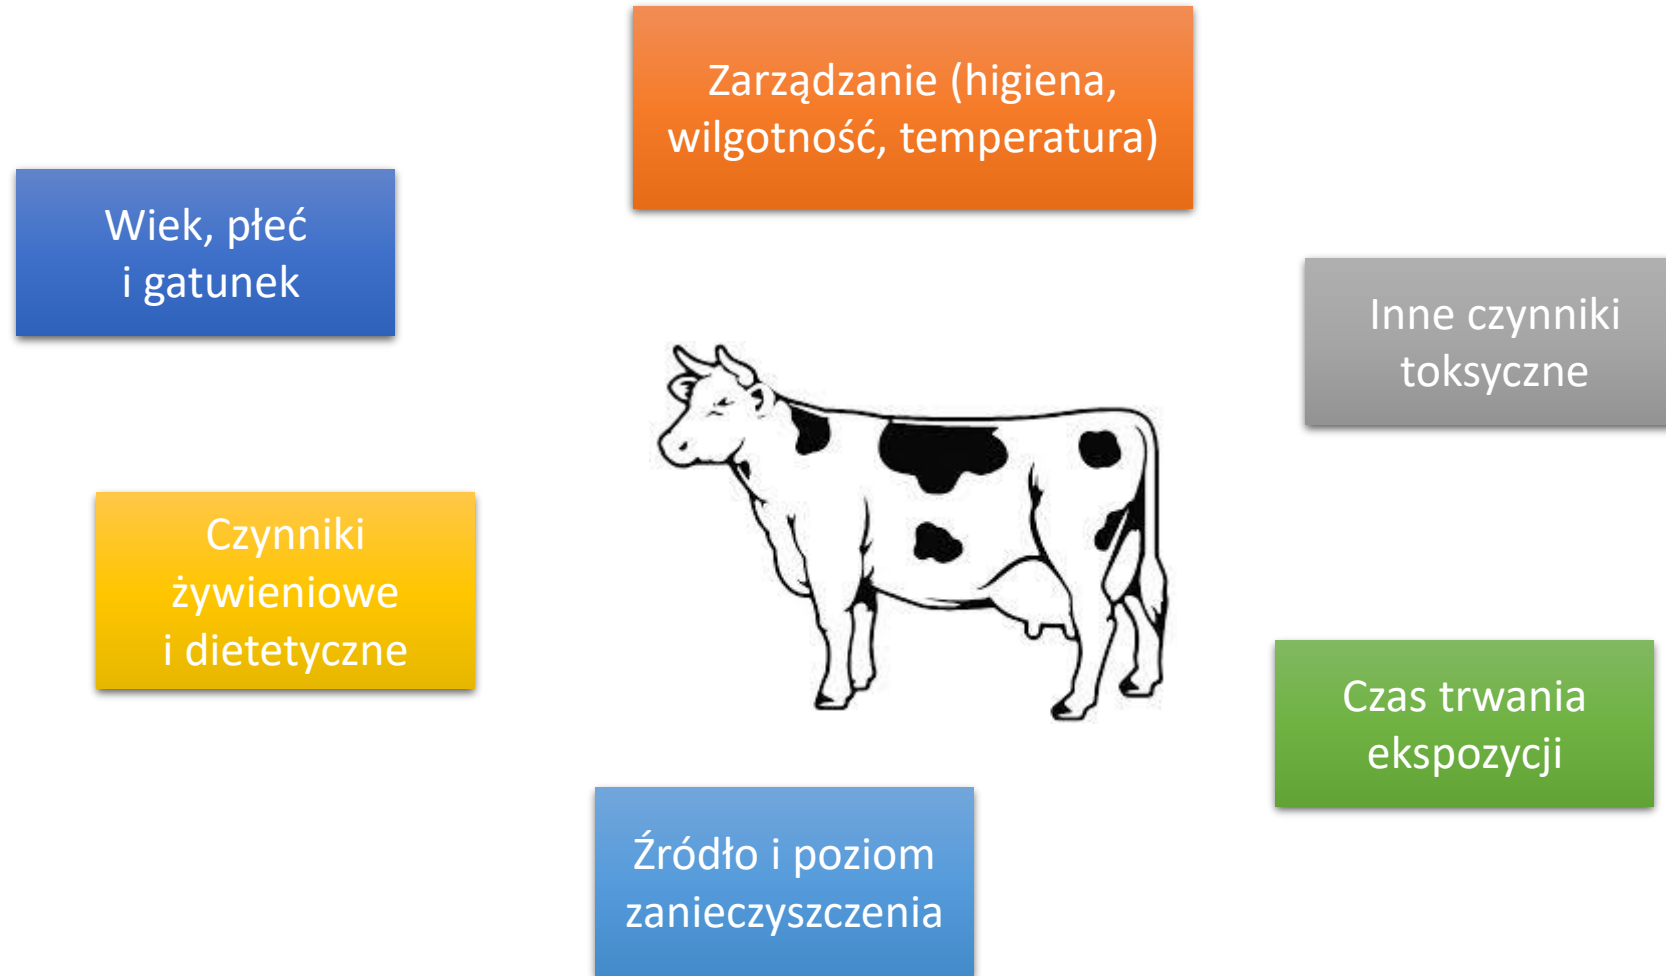 Zarządzanie (higiena,
wilgotność, temperatura)
Wiek, płeć
i gatunek
Inne czynniki
toksyczne
Czynniki
żywieniowe
i dietetyczne
Czas trwania
ekspozycji
Źródło i poziom
zanieczyszczenia